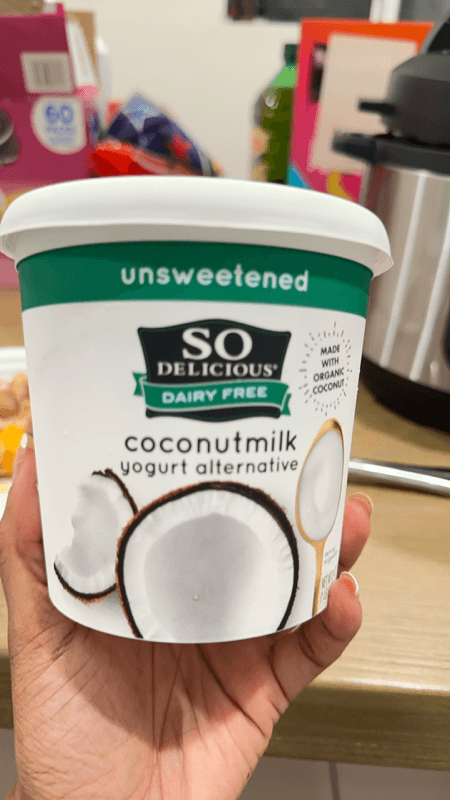 60
unsweetened
SO
DELICIOUS®
DAIRY FREE
MADE
WITH
ORGANIC
COCONUT
coconutmilk
yogurt alternative